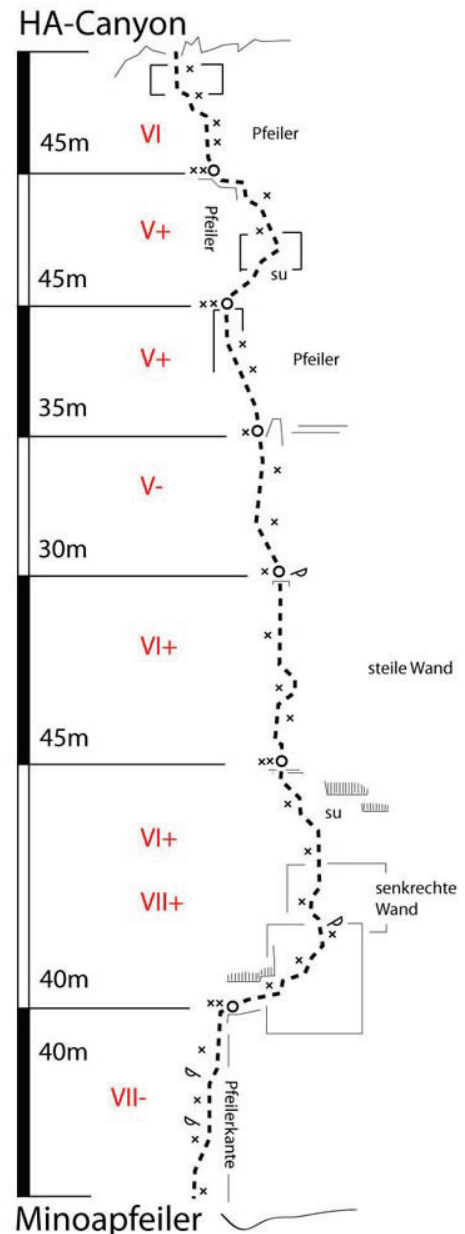 HA-Canyon
VI
Pfeiler
45m
Pfeiler
V+
su
45m
V+
Pfeiler
35m
V-
30m
VI+
steile Wand
45m
su
VI+
senkrechte
Wand
VII+
40m
40m
VII-
Pfeilerkante
Minoapfeiler